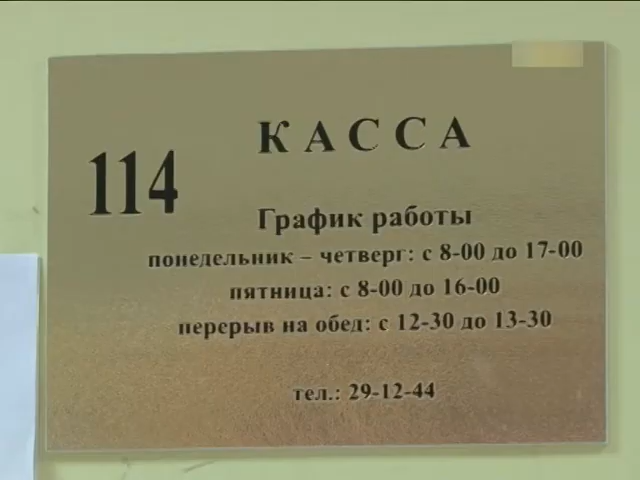 КАССА
114
График работы
понедельник – четверг: с 8-00 до 17-00
пятница: с 8-00 до 16-00
перерыв на обед: с 12-30 до 13-30
тел.: 29-12-44